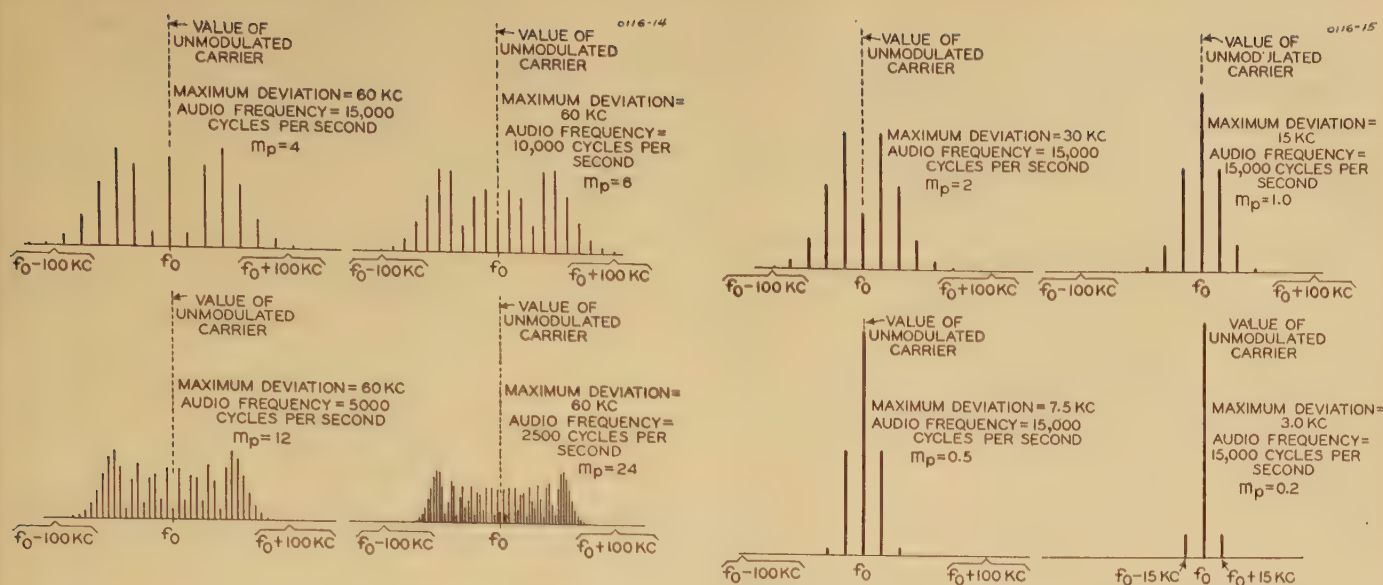 0116-14
VALUE OF
UNMODULATED
CARRIER
MAXIMUM DEVIATION=60 KC
AUDIO FREQUENCY=15,000
CYCLES PER SECOND
mp=4
f0-100 KC
f0
f0+100KC
VALUE OF
UNMODULATED
CARRIER
MAXIMUM DEVIATION=
60 KC
AUDIO FREQUENCY=
10,000 CYCLES PER
SECOND
mp=6
f0-100 KC
f0
f0+100 KC
VALUE OF
UNMODULATED
CARRIER
MAXIMUM DEVIATION=60 KC
AUDIO FREQUENCY=5000
CYCLES PER SECOND
mp=12
f0-100 KC
f0
f0+100 KC
VALUE OF
UNMODULATED
CARRIER
MAXIMUM DEVIATION=
60 KC
AUDIO FREQUENCY=
2500 CYCLES PER
SECOND
mp=24
f0-100 KC
f0
f0+100 KC
0116-15
VALUE OF
UNMODULATED
CARRIER
MAXIMUM DEVIATION=30 KC
AUDIO FREQUENCY=15,000
CYCLES PER SECOND
mp=2
f0-100 KC
f0
f0+100 KC
VALUE OF
UNMODULATED
CARRIER
MAXIMUM DEVIATION=
15 KC
AUDIO FREQUENCY=
15,000 CYCLES PER
SECOND
mp=1.0
f0-100 KC
f0
f0+100 KC
VALUE OF
UNMODULATED
CARRIER
MAXIMUM DEVIATION=7.5 KC
AUDIO FREQUENCY=15,000
CYCLES PER SECOND
mp=0.5
f0-100 KC
f0
f0+100 KC
VALUE OF
UNMODULATED
CARRIER
MAXIMUM DEVIATION=
3.0 KC
AUDIO FREQUENCY=
15,000 CYCLES PER
SECOND
mp=0.2
f0-15 KC
f0
f0+15 KC